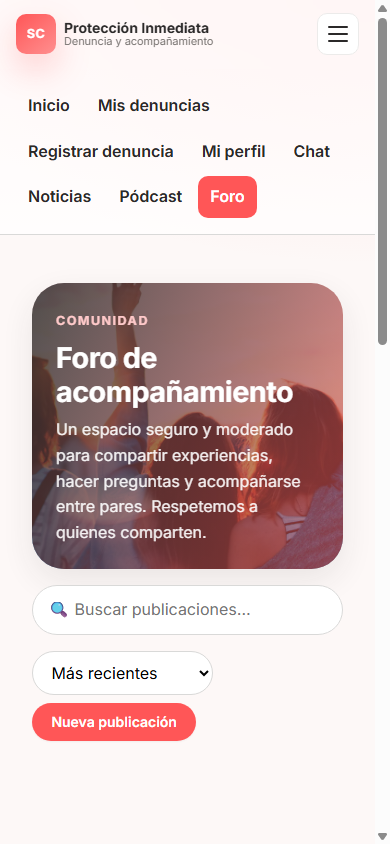 SC
Protección Inmediata
Denuncia y acompañamiento
Inicio Mis denuncias
Registrar denuncia Mi perfil Chat
Noticias Pódcast Foro
COMUNIDAD
Foro de
acompañamiento
Un espacio seguro y moderado
para compartir experiencias,
hacer preguntas y acompañarse
entre pares. Respetemos a
quienes comparten.
Buscar publicaciones...
Más recientes
Nueva publicación